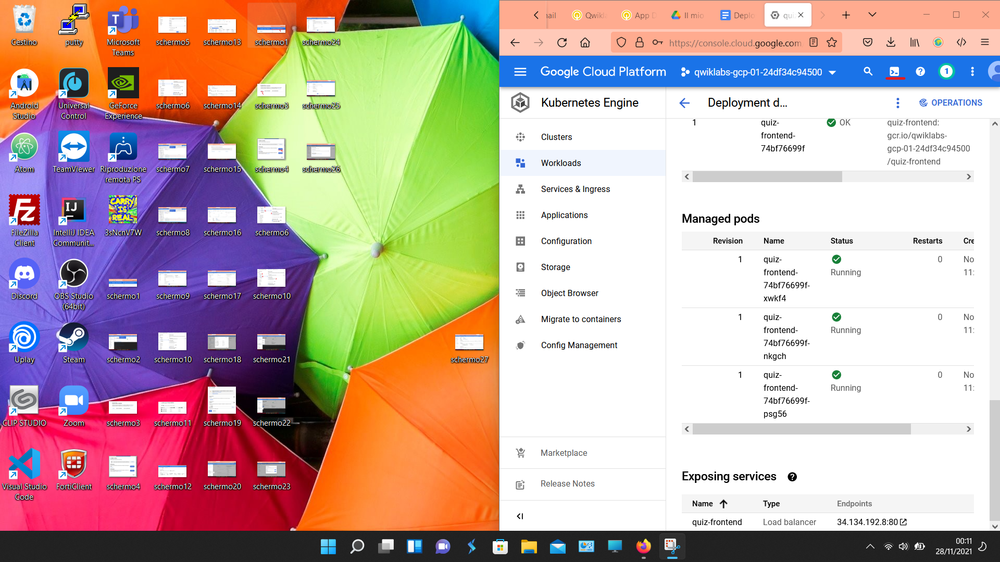 Cestino
putty
Microsoft
Teams
schermo5
schermo13
schermo1
schermo24
Android
Studio
Universal
Control
GeForce
Experience
schermo6
schermo14
schermo3
schermo25
Atom
TeamViewer
Riproduzione
remota PS
schermo7
schermo15
schermo4
schermo26
FileZilla
Client
IntelliJ IDEA
Communit...
CARRY
IS
REAL
3sNcnV7W
schermo8
schermo16
schermo6
Discord
OBS Studio
(64bit)
schermo1
schermo9
schermo17
schermo10
Uplay
Steam
schermo2
schermo10
schermo18
schermo21
schermo27
CLIP STUDIO
Zoom
schermo3
schermo11
schermo19
schermo22
Visual Studio
Code
FortiClient
schermo4
schermo12
schermo20
schermo23
ail
Qwikla
App D
Il mio
Deplo
qui
https://console.cloud.google.com
Google Cloud Platform
qwiklabs-gcp-01-24df34c94500
1
Kubernetes Engine
Deployment d...
OPERATIONS
Clusters
Workloads
Services & Ingress
Applications
Configuration
Storage
Object Browser
Migrate to containers
Config Management
Marketplace
Release Notes
1
quiz-
frontend-
74bf76699f
OK
quiz-frontend:
gcr.io/qwiklabs-
gcp-01-24df34c94500
/quiz-frontend
Managed pods
Revision Name Status Restarts Cre
1
quiz-
frontend-
74bf76699f-
xwkf4
Running
0
No
11:
1
quiz-
frontend-
74bf76699f-
nkgch
Running
0
No
11:
1
quiz-
frontend-
74bf76699f-
psg56
Running
0
No
11:
Exposing services
Name Type Endpoints
quiz-frontend Load balancer 34.134.192.8:80
00:11
28/11/2021